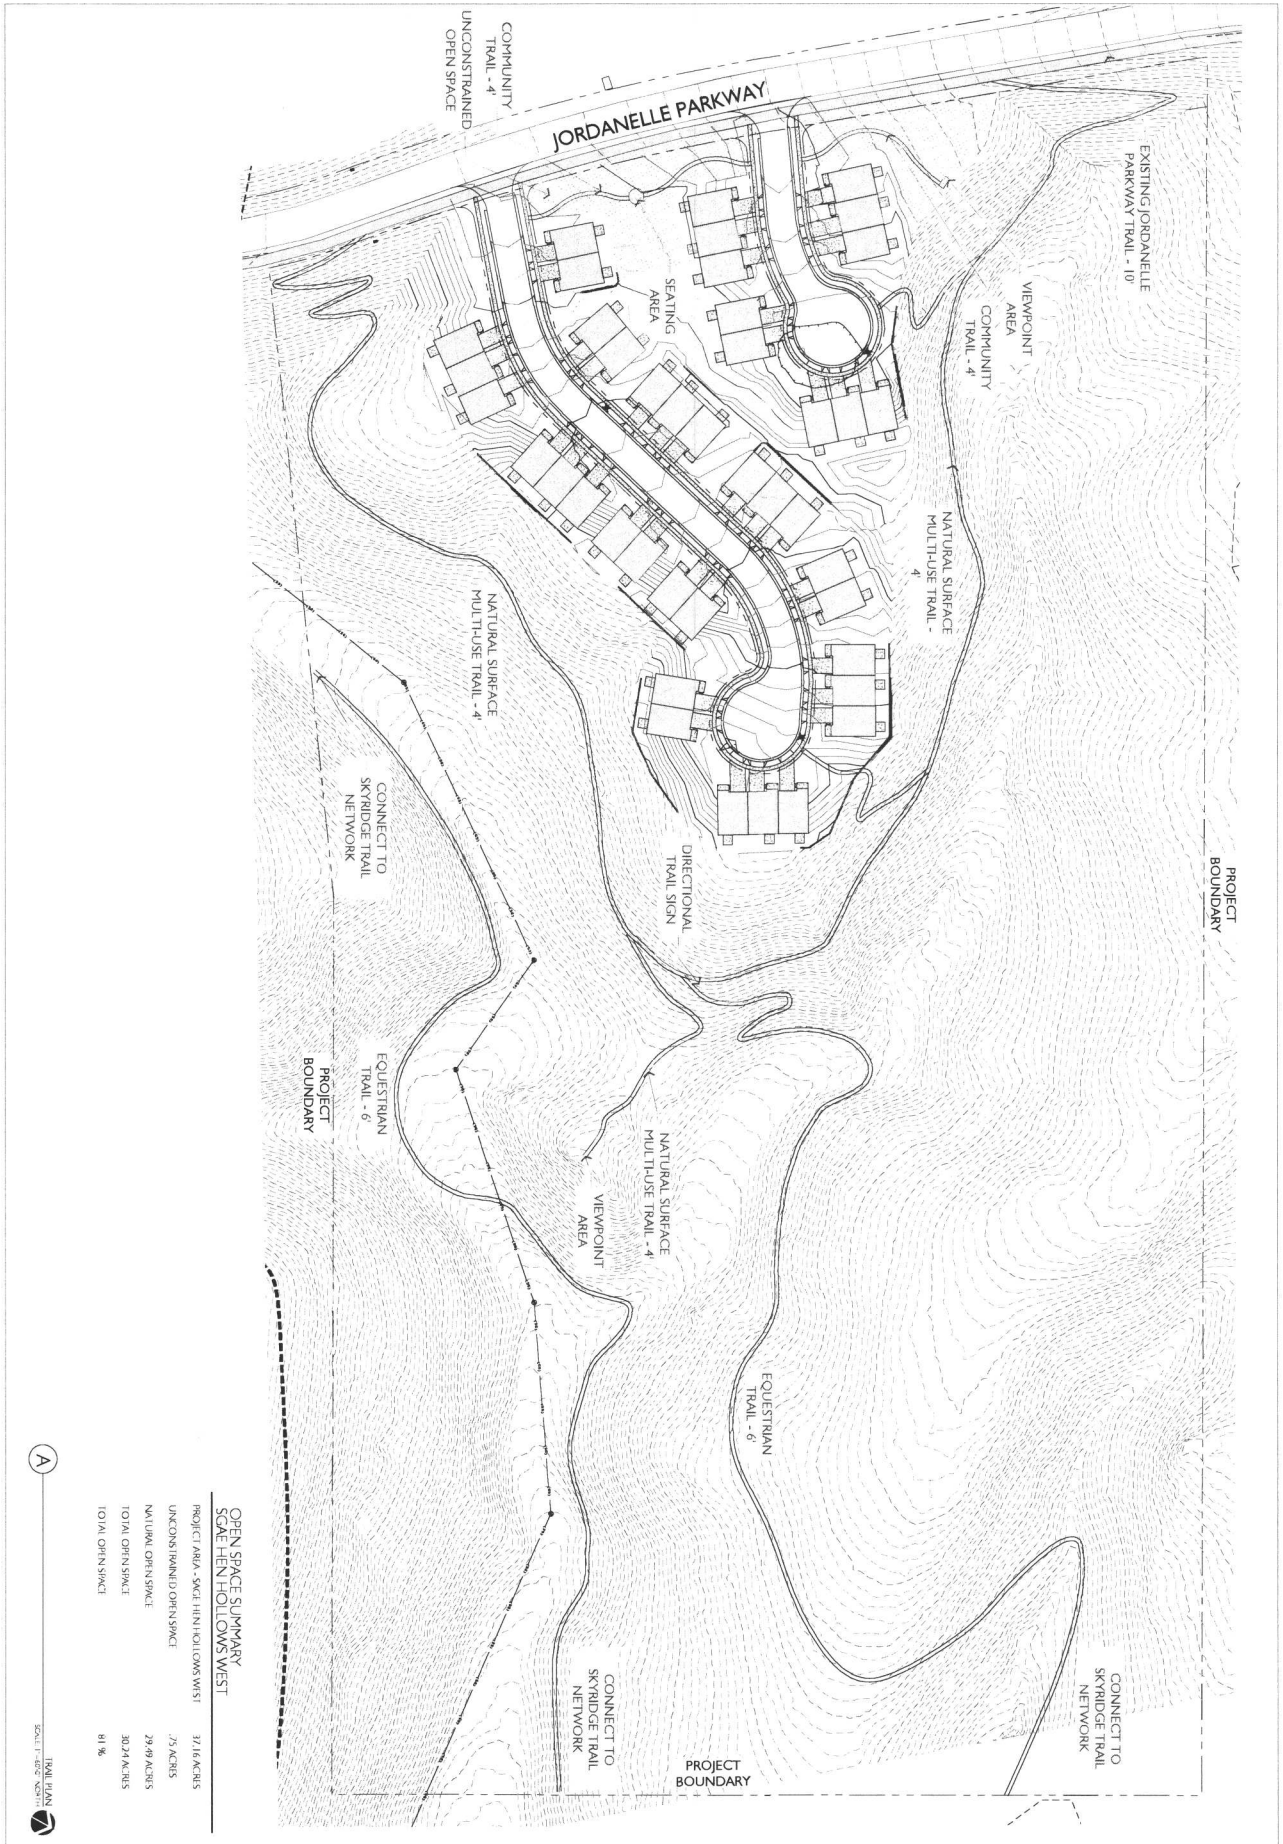 COMMUNITY
TRAIL - 4'
UNCONSTRAINED
OPEN SPACE
JORDANELLE PARKWAY
EXISTING JORDANELLE
PARKWAY TRAIL - 10'
VIEWPOINT
AREA
COMMUNITY
TRAIL - 4'
SEATING
AREA
NATURAL SURFACE
MULTI-USE TRAIL -
4'
NATURAL SURFACE
MULTI-USE TRAIL - 4'
CONNECT TO
SKYRIDGE TRAIL
NETWORK
DIRECTIONAL
TRAIL SIGN
PROJECT
BOUNDARY
EQUESTRIAN
TRAIL - 6'
PROJECT
BOUNDARY
NATURAL SURFACE
MULTI-USE TRAIL - 4'
VIEWPOINT
AREA
EQUESTRIAN
TRAIL - 6'
CONNECT TO
SKYRIDGE TRAIL
NETWORK
CONNECT TO
SKYRIDGE TRAIL
NETWORK
PROJECT
BOUNDARY
OPEN SPACE SUMMARY
SGAE HEN HOLLOWS WEST
PROJECT AREA - SAGE HEN HOLLOWS WEST 37.16 ACRES
UNCONSTRAINED OPEN SPACE .75 ACRES
NATURAL OPEN SPACE 29.49 ACRES
TOTAL OPEN SPACE 30.24 ACRES
TOTAL OPEN SPACE 81 %
A
TRAIL PLAN
SCALE: 1"=60'-0" NORTH